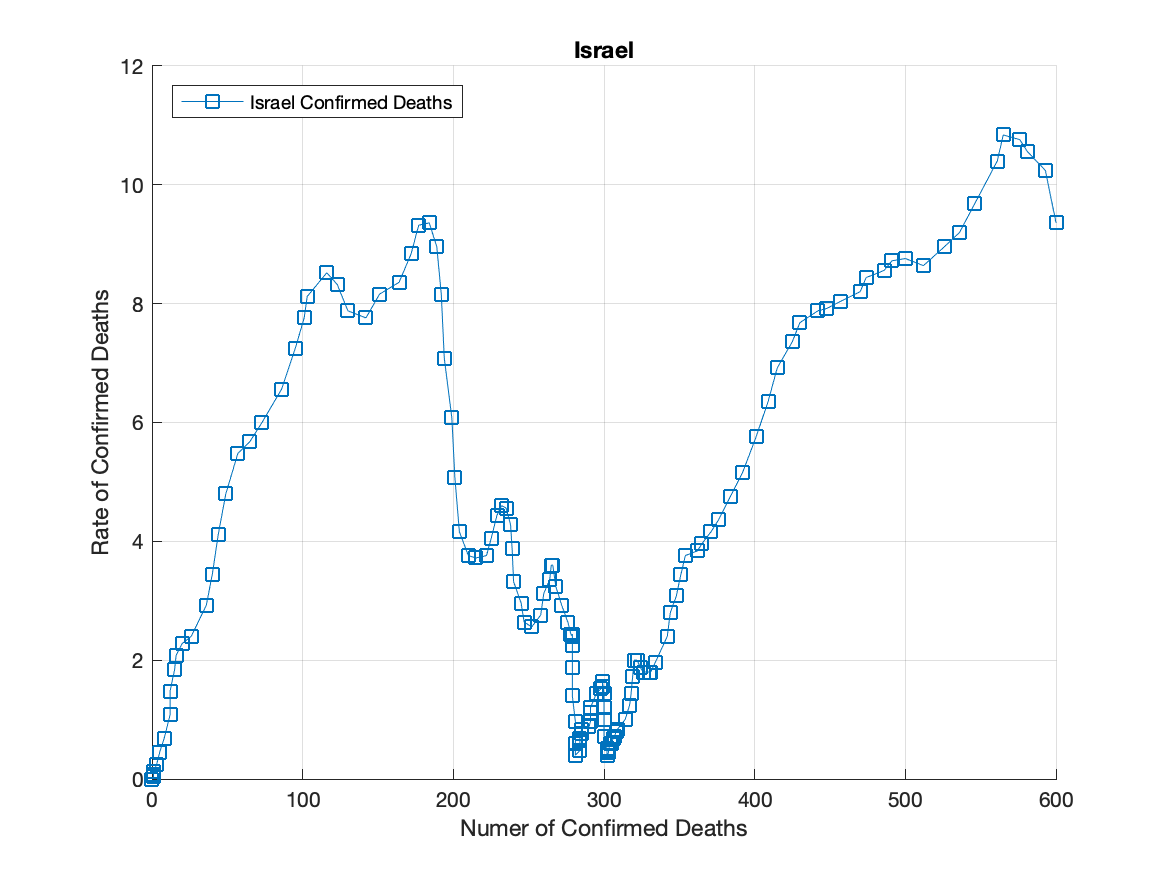 Israel
Israel Confirmed Deaths
12
10
8
6
4
2
0
Rate of Confirmed Deaths
0 100 200 300 400 500 600
Numer of Confirmed Deaths